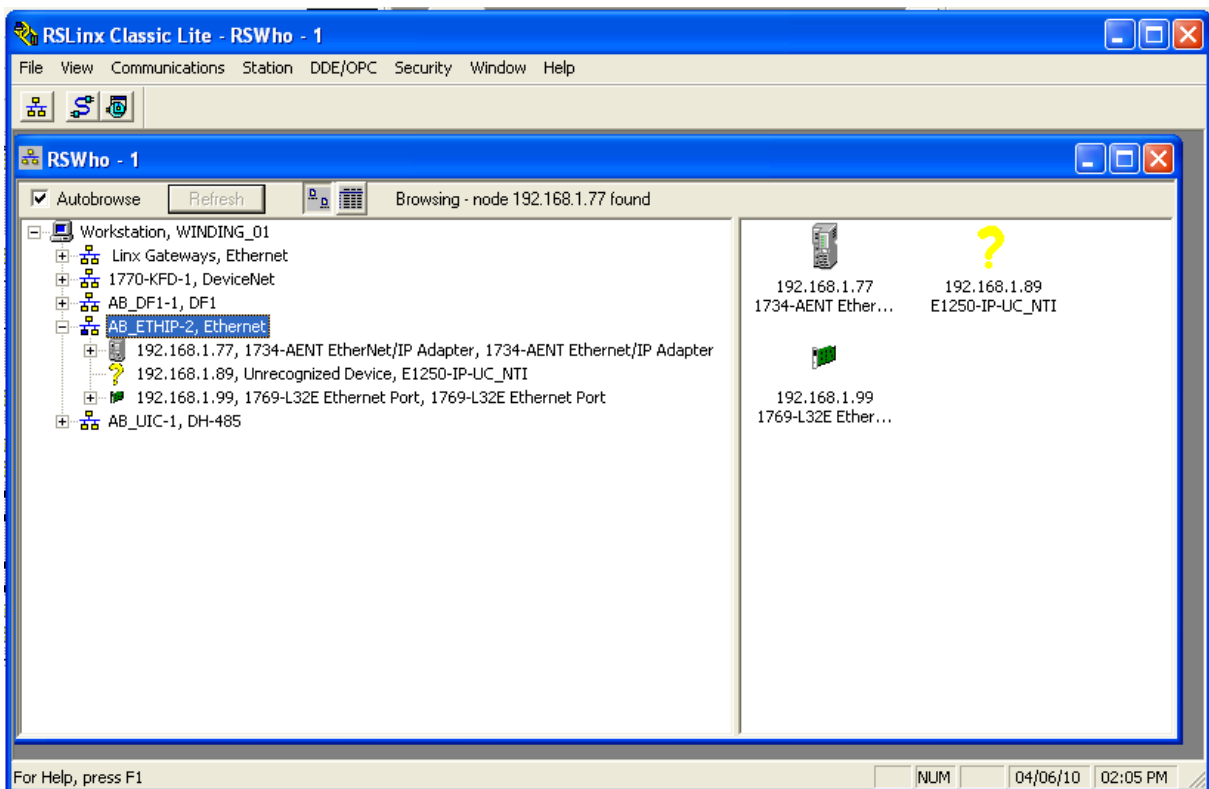 RSLinx Classic Lite - RSWho - 1
File View Communications Station DDE/OPC Security Window Help
RSWho - 1
Autobrowse Refresh Browsing - node 192.168.1.77 found
Workstation, WINDING_01
Linx Gateways, Ethernet
1770-KFD-1, DeviceNet
AB_DF1-1, DF1
AB_ETHIP-2, Ethernet
192.168.1.77, 1734-AENT EtherNet/IP Adapter, 1734-AENT Ethernet/IP Adapter
192.168.1.89, Unrecognized Device, E1250-IP-UC_NTI
192.168.1.99, 1769-L32E Ethernet Port, 1769-L32E Ethernet Port
AB_UIC-1, DH-485
192.168.1.77
1734-AENT Ether...
192.168.1.89
E1250-IP-UC_NTI
192.168.1.99
1769-L32E Ether...
For Help, press F1 NUM 04/06/10 02:05 PM